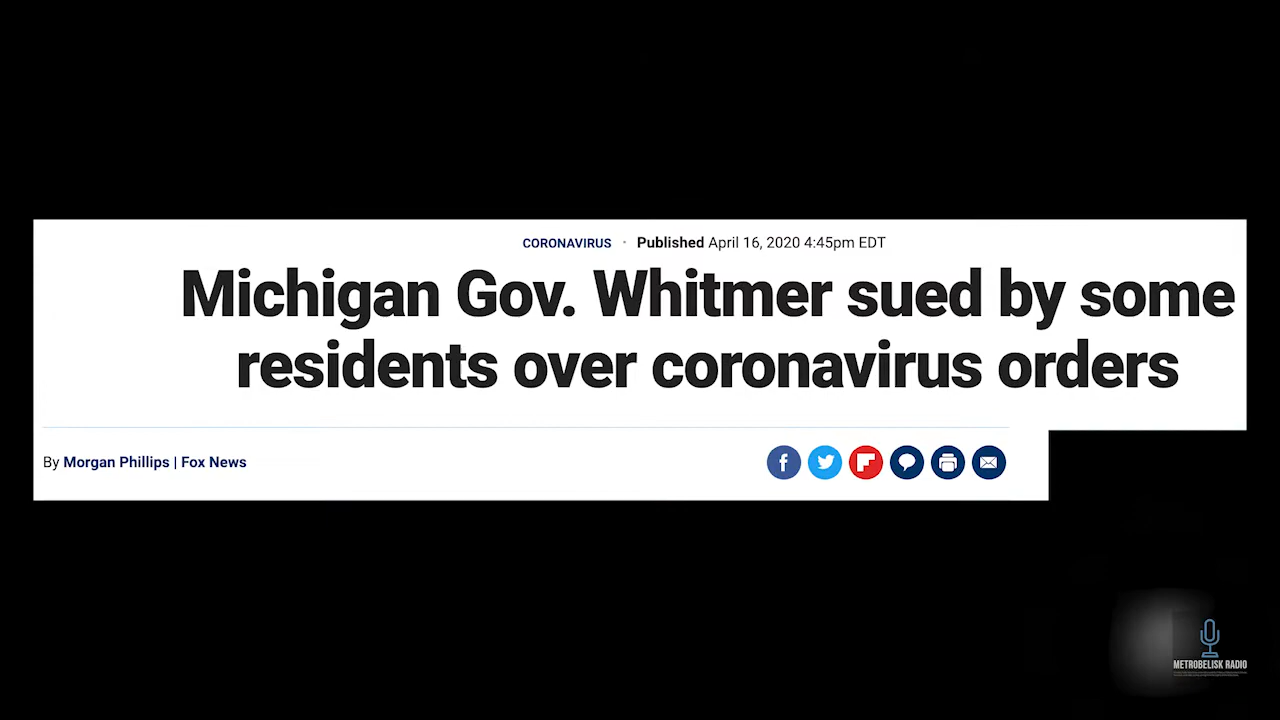 CORONAVIRUS · Published April 16, 2020 4:45pm EDT
Michigan Gov. Whitmer sued by some
residents over coronavirus orders
By Morgan Phillips | Fox News
METROBELISK RADIO